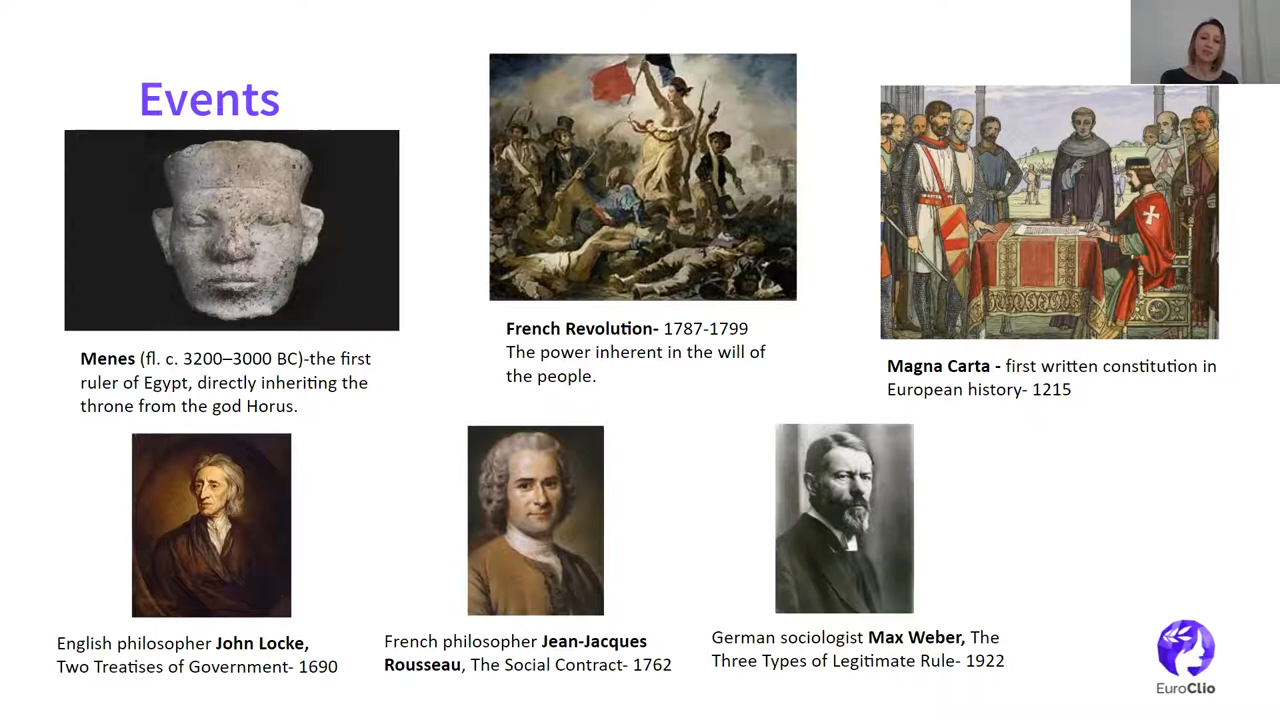 Events
Menes (fl. c. 3200–3000 BC)-the first
ruler of Egypt, directly inheriting the
throne from the god Horus.
French Revolution- 1787-1799
The power inherent in the will of
the people.
Magna Carta - first written constitution in
European history- 1215
English philosopher John Locke,
Two Treatises of Government- 1690
French philosopher Jean-Jacques
Rousseau, The Social Contract- 1762
German sociologist Max Weber, The
Three Types of Legitimate Rule- 1922
EuroClio